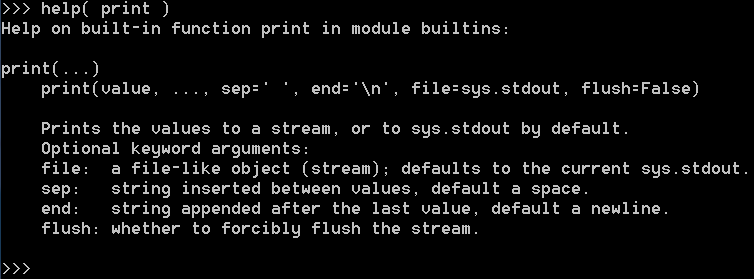 >>> help( print )
Help on built-in function print in module builtins:
print(...)
print(value, ..., sep=' ', end='\n', file=sys.stdout, flush=False)
Prints the values to a stream, or to sys.stdout by default.
Optional keyword arguments:
file:  a file-like object (stream); defaults to the current sys.stdout.
sep:   string inserted between values, default a space.
end:   string appended after the last value, default a newline.
flush: whether to forcibly flush the stream.
>>>